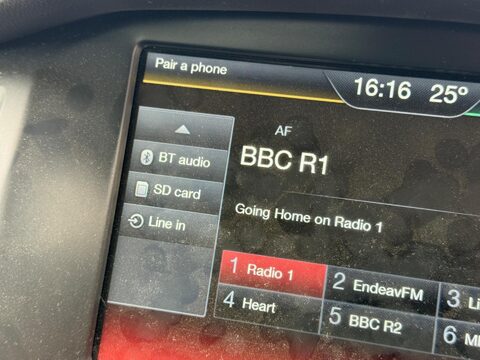 Pair a phone
16:16 25°
AF
BT audio
BBC R1
SD card
Line in
Going Home on Radio 1
1 Radio 1
2 EndeavFM
3
4 Heart
5 BBC R2
6